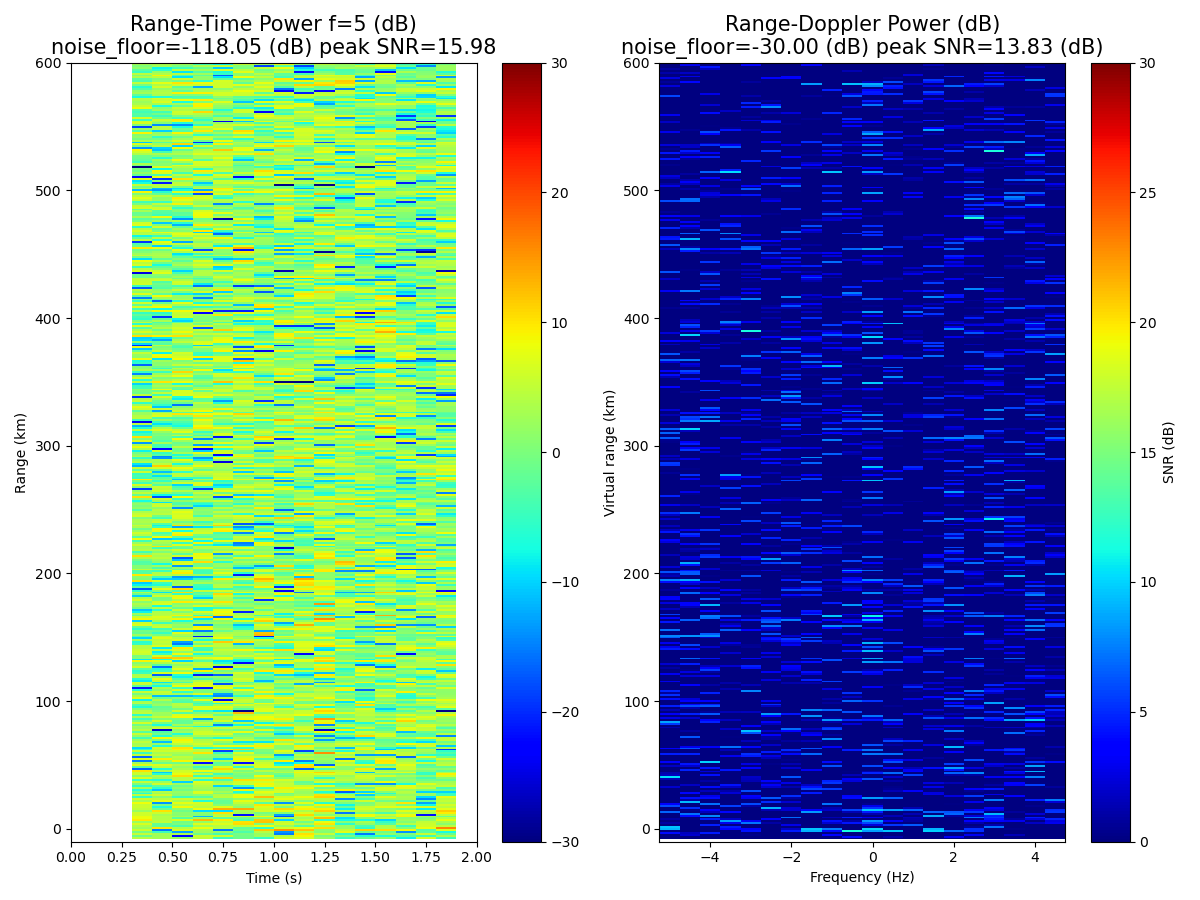 Range-Time Power f=5 (dB)
noise_floor=-118.05 (dB) peak SNR=15.98
Range-Doppler Power (dB)
noise_floor=-30.00 (dB) peak SNR=13.83 (dB)
600
500
400
300
200
100
0
Range (km)
0.00 0.25 0.50 0.75 1.00 1.25 1.50 1.75 2.00
Time (s)
30
20
10
0
−10
−20
−30
600
500
400
300
200
100
0
Virtual range (km)
−4 −2 0 2 4
Frequency (Hz)
30
25
20
15
10
5
0
SNR (dB)